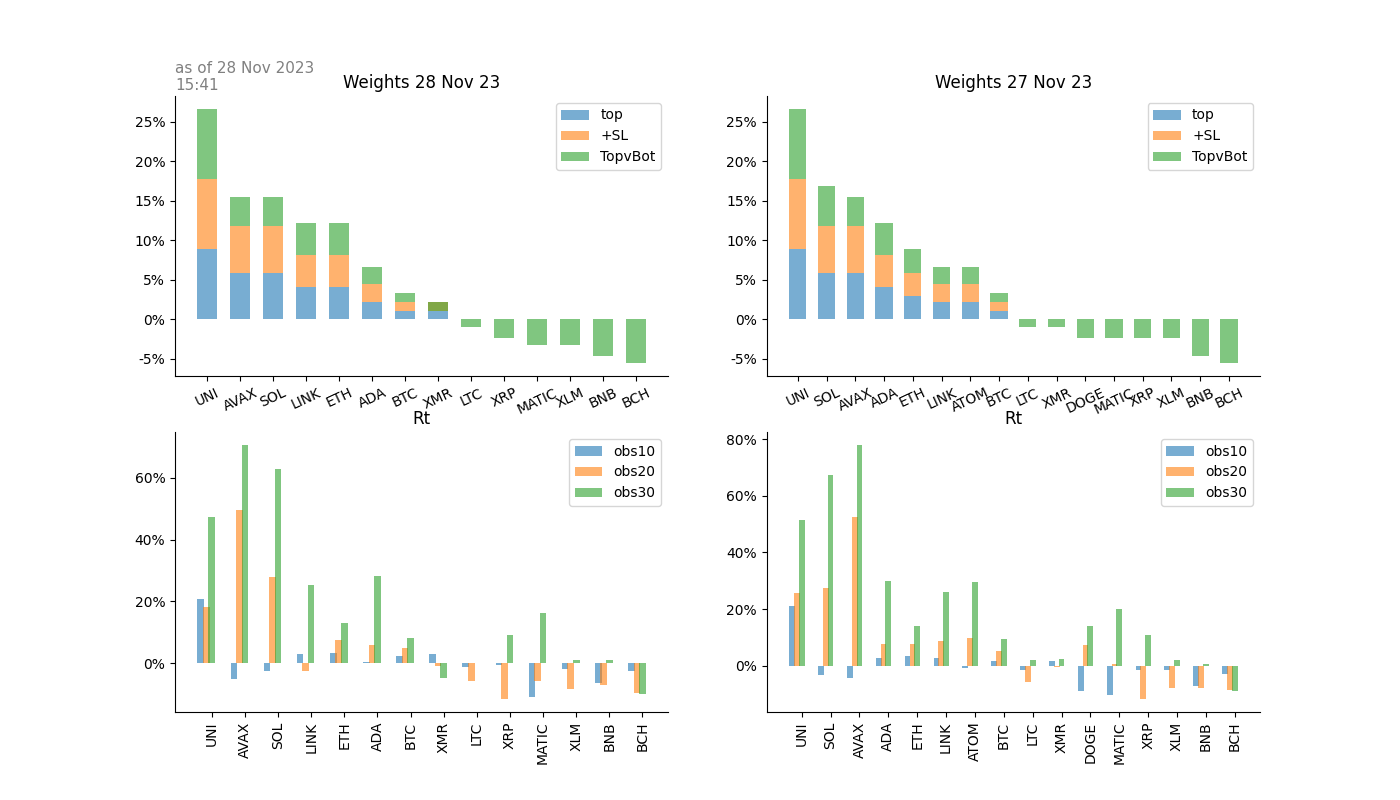 as of 28 Nov 2023
15:41
Weights 28 Nov 23
25%
20%
15%
10%
5%
0%
-5%
top
+SL
TopvBot
UNI AVAX SOL LINK ETH ADA BTC XMR LTC XRP MATIC XLM BNB BCH
Weights 27 Nov 23
25%
20%
15%
10%
5%
0%
-5%
top
+SL
TopvBot
UNI SOL AVAX ADA ETH LINK ATOM BTC LTC XMR DOGE MATIC XRP XLM BNB BCH
Rt
60%
40%
20%
0%
obs10
obs20
obs30
UNI AVAX SOL LINK ETH ADA BTC XMR LTC XRP MATIC XLM BNB BCH
Rt
80%
60%
40%
20%
0%
obs10
obs20
obs30
UNI SOL AVAX ADA ETH LINK ATOM BTC LTC XMR DOGE MATIC XRP XLM BNB BCH